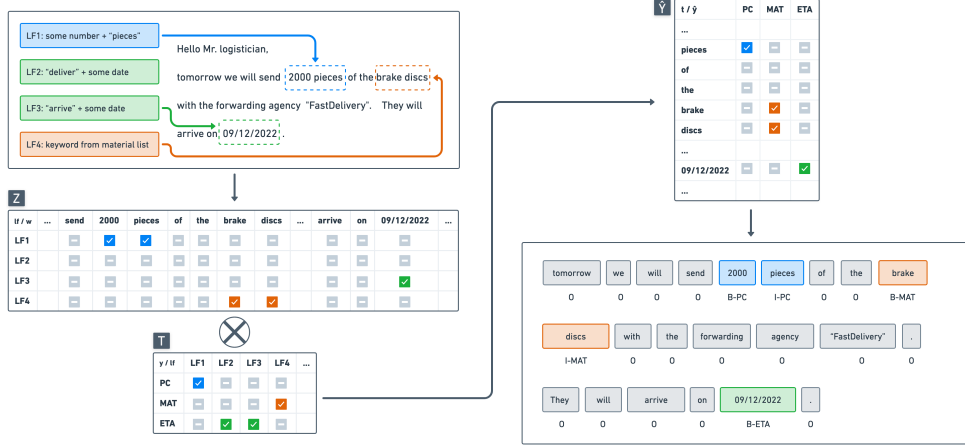 LF1: some number + "pieces"
LF2: "deliver" + some date
LF3: "arrive" + some date
LF4: keyword from material list
Hello Mr. logistician,
tomorrow we will send 2000 pieces of the brake discs
with the forwarding agency "FastDelivery". They will
arrive on 09/12/2022 .
Z
lf / w ... send 2000 pieces of the brake discs ... arrive on 09/12/2022 ...
LF1
LF2
LF3
LF4
T
y / lf LF1 LF2 LF3 LF4 ...
PC
MAT
ETA
Ŷ
t / ŷ PC MAT ETA
...
pieces
of
the
brake
discs
...
09/12/2022
...
tomorrow we will send 2000 pieces of the brake
O O O O B-PC I-PC O O B-MAT
discs with the forwarding agency "FastDelivery" .
I-MAT O O O O O O
They will arrive on 09/12/2022 .
O O O O B-ETA O